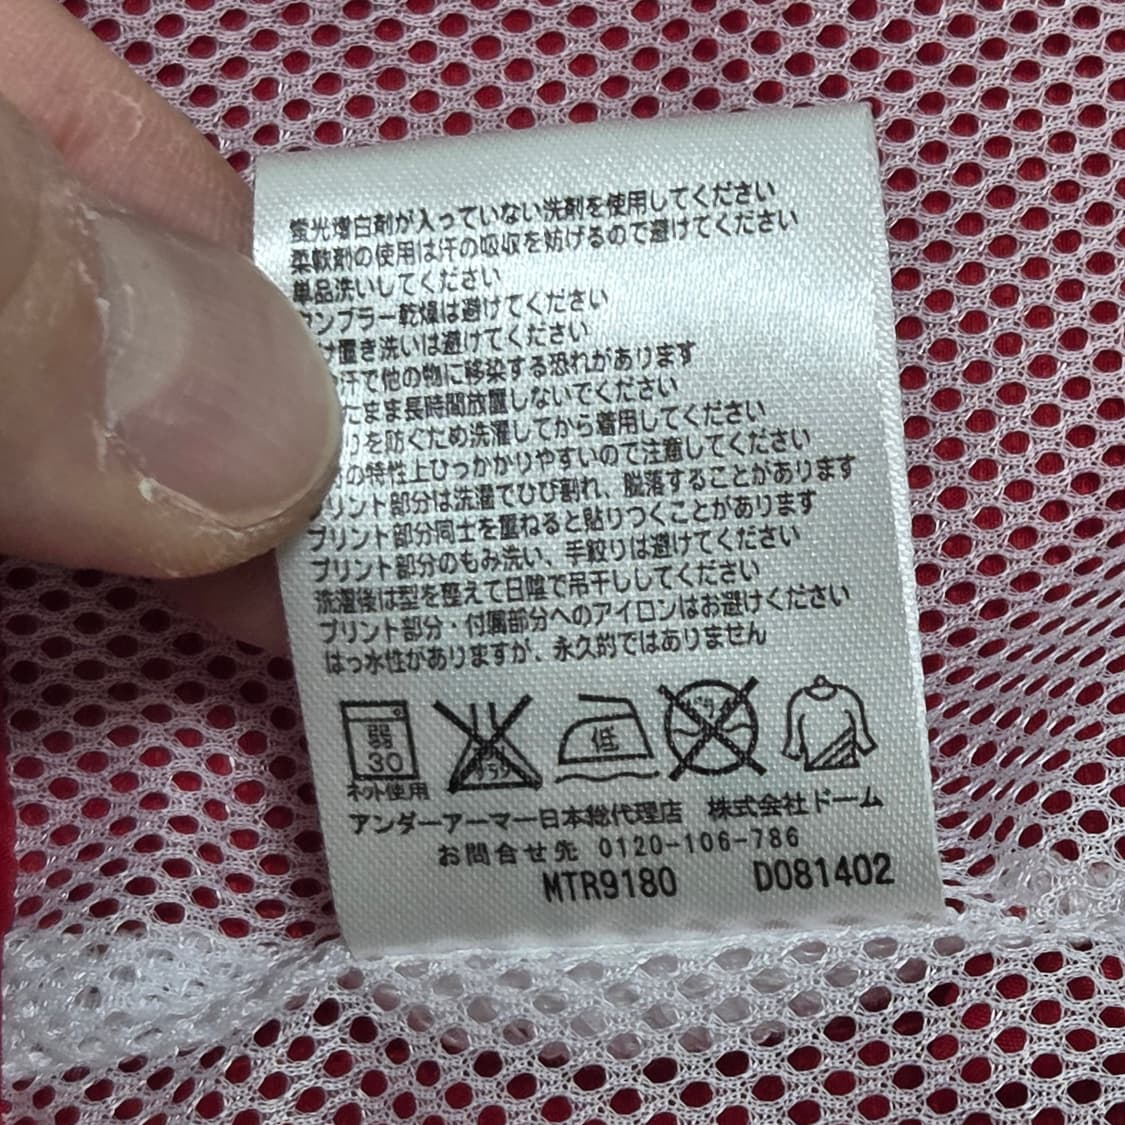 蛍光増白剤が入っていない洗剤を使用してください
柔軟剤の使用は汗の吸収を妨げるので避けてください
単品洗いしてください
ンブラー乾燥は避けてください
置き洗いは避けてください
汗で他の物に移染する恐れがあります
たまま長時間放置しないでください
りを防ぐため洗濯してから着用してください
の特性上ひっかかりやすいので注意してください
プリント部分は洗濯でひび割れ、脱落することがあります
プリント部分同士を重ねると貼りつくことがあります
プリント部分のもみ洗い、手絞りは避けてください
洗濯後は型を整えて日陰で吊干ししてください
プリント部分・付属部分へのアイロンはお避けください
はっ水性がありますが、永久的ではありません
弱
30
ネット使用
エンソサラシ
低
ドライ
アンダーアーマー日本総代理店 株式会社ドーム
お問合せ先 0120-106-786
MTR9180 D081402